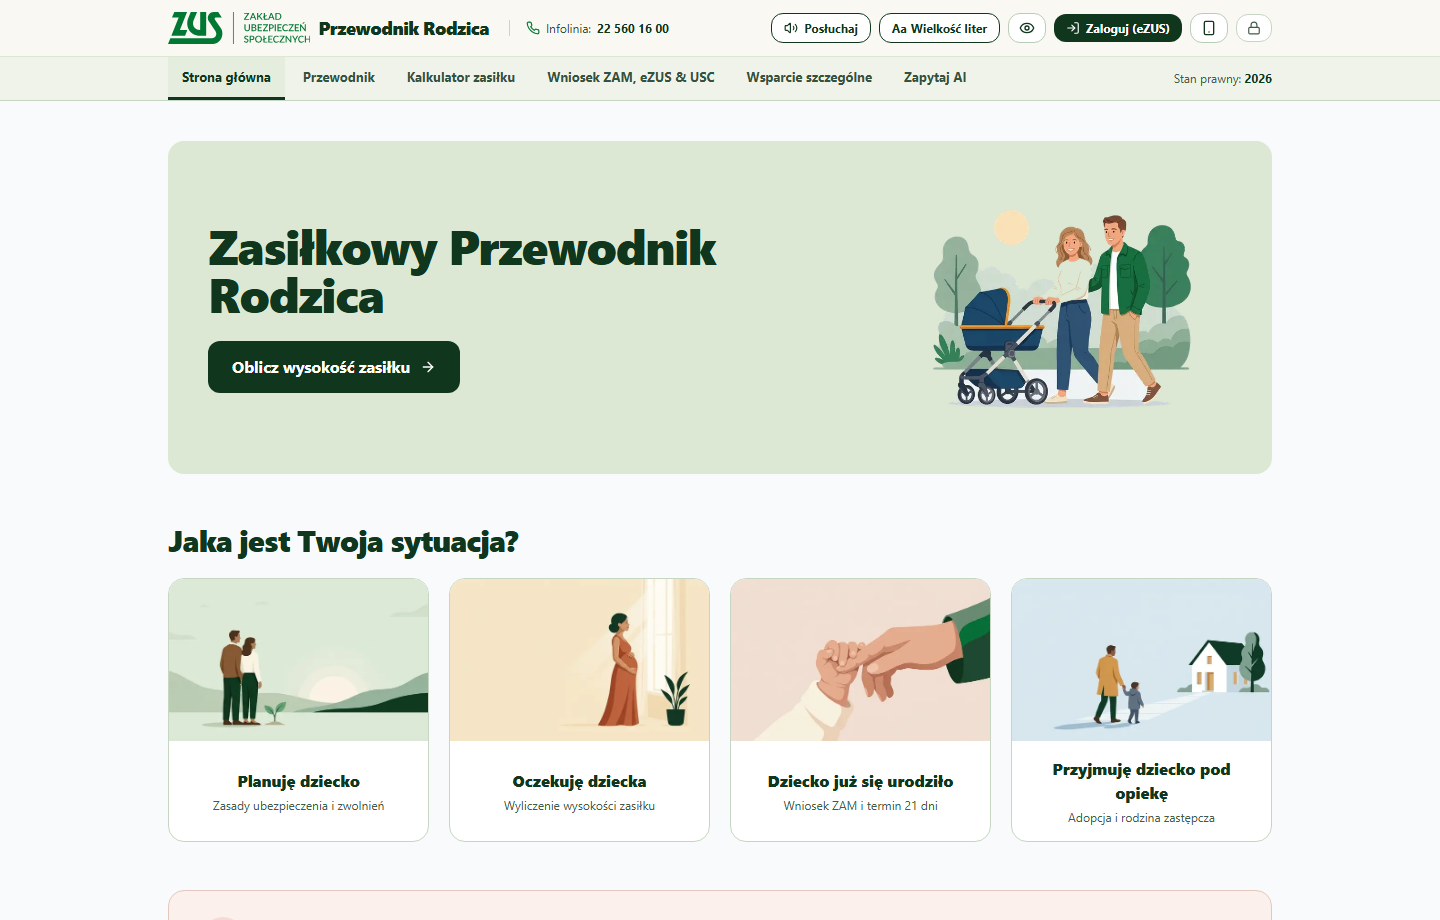 ZUS
ZAKŁAD
UBEZPIECZEŃ
SPOŁECZNYCH
Przewodnik Rodzica
Infolinia: 22 560 16 00
Posłuchaj
Aa Wielkość liter
Zaloguj (eZUS)
Strona główna
Przewodnik
Kalkulator zasiłku
Wniosek ZAM, eZUS & USC
Wsparcie szczególne
Zapytaj AI
Stan prawny: 2026
Zasiłkowy Przewodnik
Rodzica
Oblicz wysokość zasiłku
Jaka jest Twoja sytuacja?
Planuję dziecko
Zasady ubezpieczenia i zwolnień
Oczekuję dziecka
Wyliczenie wysokości zasiłku
Dziecko już się urodziło
Wniosek ZAM i termin 21 dni
Przyjmuję dziecko pod
opiekę
Adopcja i rodzina zastępcza